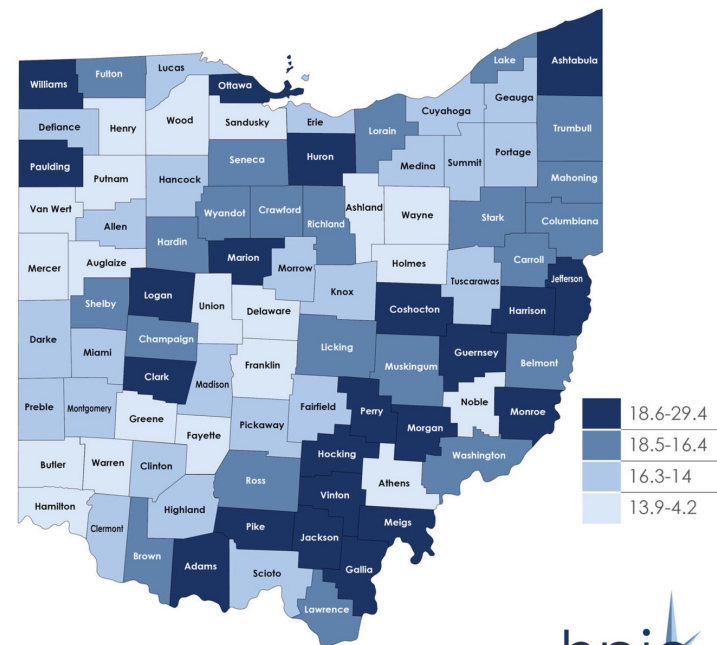 Lake
Ashtabula
Lucas
Williams
Fulton
Ottawa
Geauga
Cuyahoga
Defiance
Henry
Wood
Sandusky
Erie
Lorain
Trumbull
Paulding
Putnam
Hancock
Seneca
Huron
Medina
Summit
Portage
Mahoning
Van Wert
Allen
Wyandot
Crawford
Richland
Ashland
Wayne
Stark
Columbiana
Hardin
Mercer
Auglaize
Marion
Morrow
Holmes
Tuscarawas
Carroll
Jefferson
Shelby
Logan
Union
Delaware
Knox
Coshocton
Harrison
Darke
Champaign
Miami
Licking
Muskingum
Guernsey
Belmont
Clark
Madison
Franklin
Noble
Monroe
Preble
Montgomery
Greene
Fayette
Pickaway
Fairfield
Perry
Morgan
Washington
Butler
Warren
Clinton
Ross
Hocking
Athens
Vinton
Hamilton
Clermont
Highland
Pike
Jackson
Meigs
Brown
Adams
Scioto
Gallia
Lawrence
18.6-29.4
18.5-16.4
16.3-14
13.9-4.2